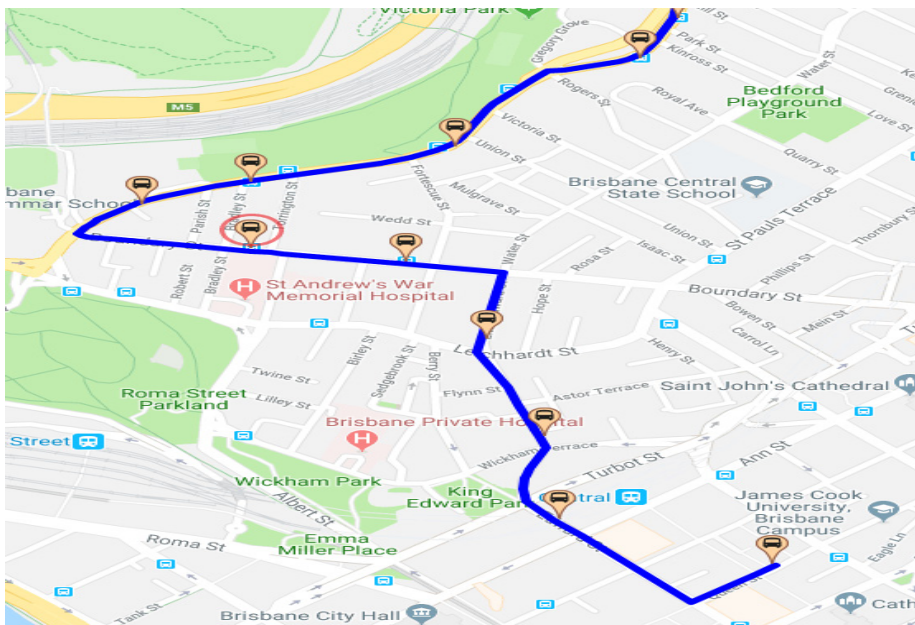 Victoria Park
Gregory Grove
Park St
Kinross St
Water St
M5
Rogers St
Royal Ave
Bedford
Playground
Park
Love St
Victoria St
Union St
Quarry St
Fortescue St
Mulgrave St
Brisbane Central
State School
St Pauls Terrace
Thornbury St
Parish St
Bradley St
Torrington St
Wedd St
Water St
Union St
Isaac St
Rosa St
Phillips St
Robert St
Bradley St
St Andrew's War
Memorial Hospital
Hope St
Boundary St
Bowen St
Mein St
Carrol Ln
Birley St
Sedgebrook St
Berry St
Leichhardt St
Henry St
Twine St
Lilley St
Flynn St
Astor Terrace
Saint John's Cathedral
Roma Street
Parkland
Brisbane Private Hospital
Street
Wickham Terrace
Turbot St
Ann St
Wickham Park
King
Edward Park
Central
James Cook
University,
Brisbane
Campus
Albert St
Emma
Miller Place
Roma St
Eagle Ln
Tank St
Brisbane City Hall
Cath